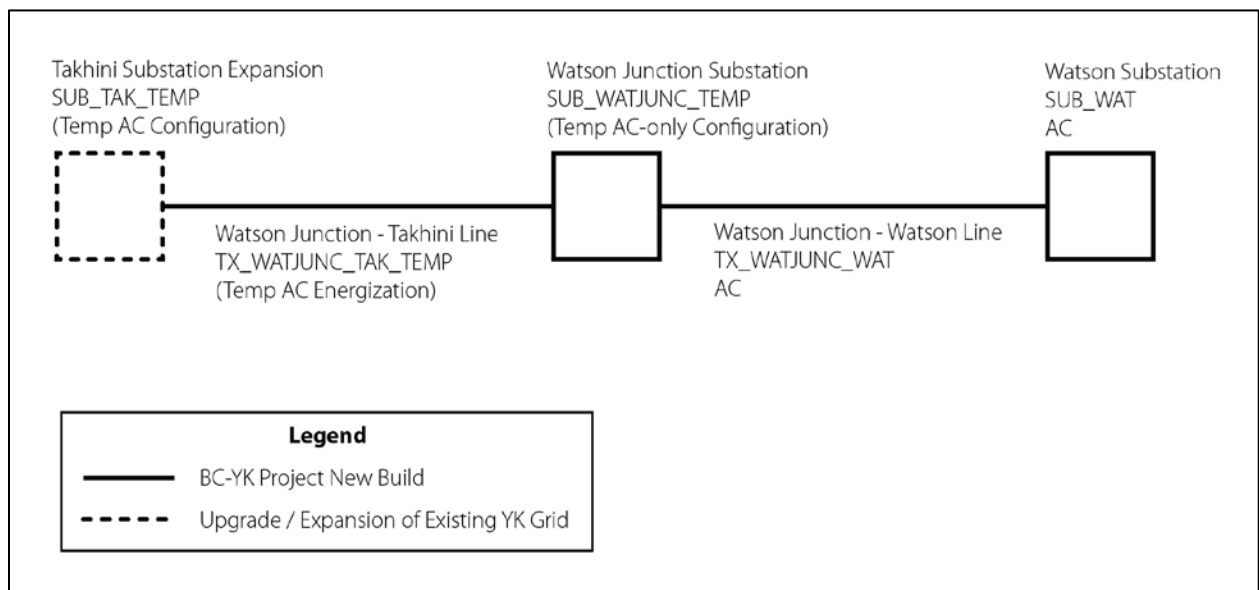 Takhini Substation Expansion
SUB_TAK_TEMP
(Temp AC Configuration)
Watson Junction Substation
SUB_WATJUNC_TEMP
(Temp AC-only Configuration)
Watson Substation
SUB_WAT
AC
Watson Junction - Takhini Line
TX_WATJUNC_TAK_TEMP
(Temp AC Energization)
Watson Junction - Watson Line
TX_WATJUNC_WAT
AC
Legend
BC-YK Project New Build
Upgrade / Expansion of Existing YK Grid